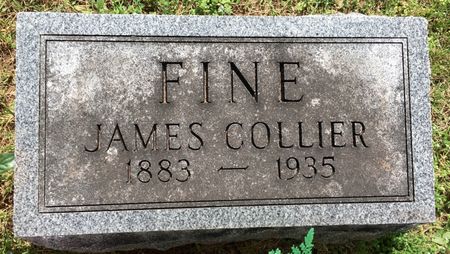 FINE
JAMES COLLIER
1883 — 1935